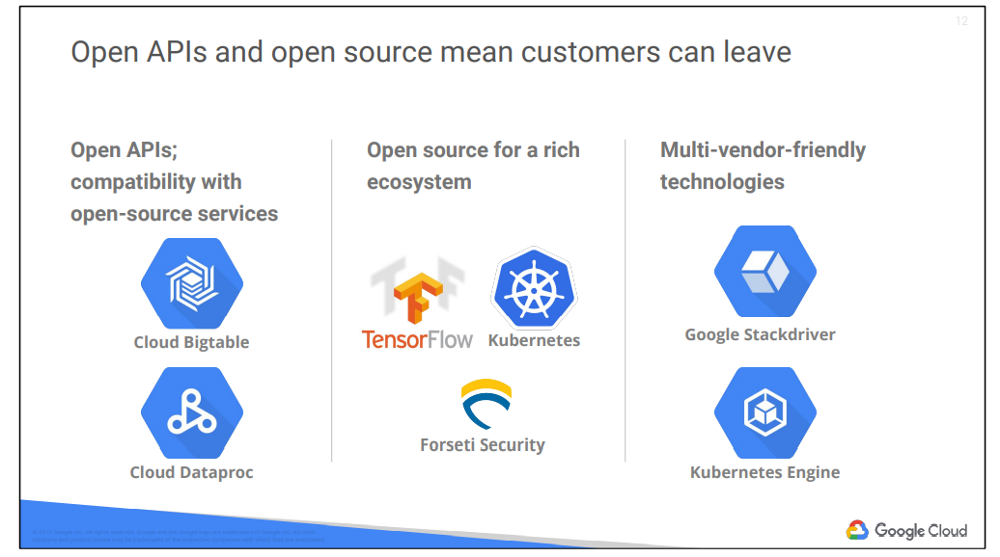 12
Open APIs and open source mean customers can leave
Open APIs;
compatibility with
open-source services
Cloud Bigtable
Cloud Dataproc
Open source for a rich
ecosystem
TensorFlow
Kubernetes
Forseti Security
Multi-vendor-friendly
technologies
Google Stackdriver
Kubernetes Engine
Google Cloud